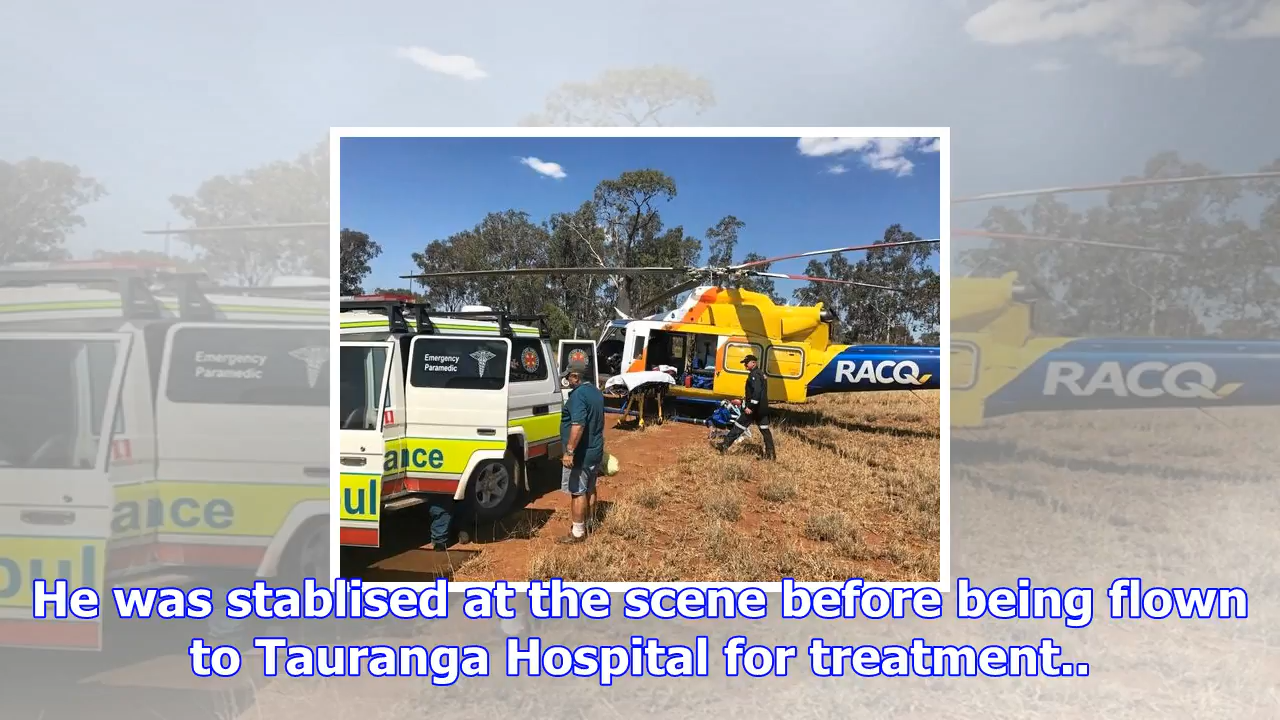 Emergency
Paramedic
RACQ
ance
ul
Emergency
Paramedic
RACQ
ance
oul
He was stablised at the scene before being flown
to Tauranga Hospital for treatment..